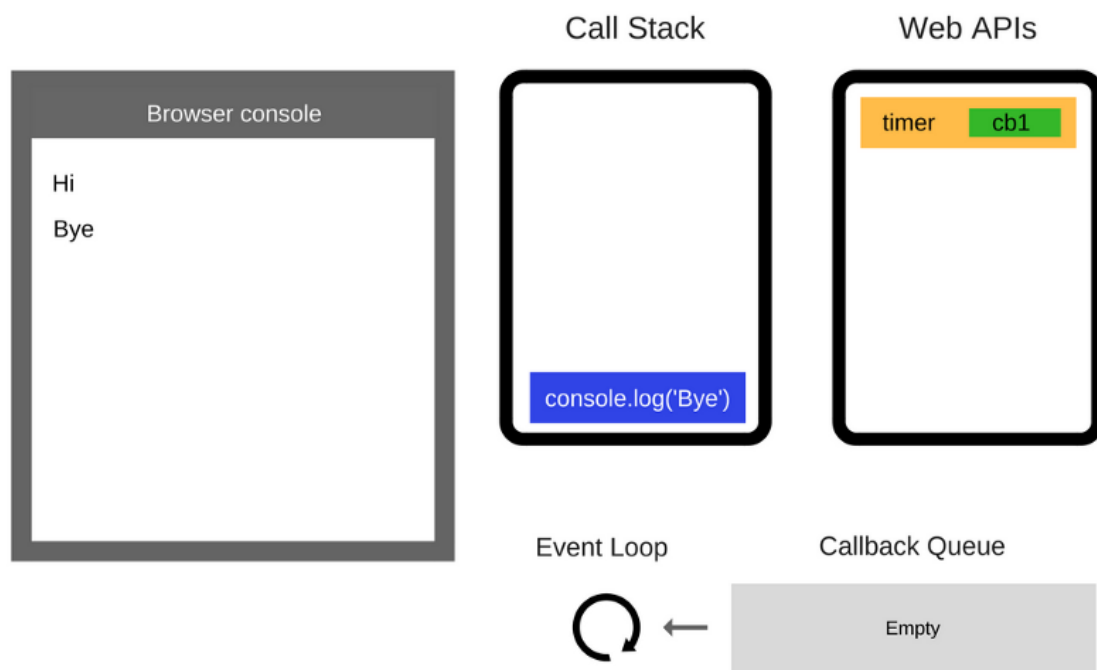 Call Stack
Web APIs
Browser console
Hi
Bye
timer
cb1
console.log('Bye')
Event Loop
Callback Queue
Empty